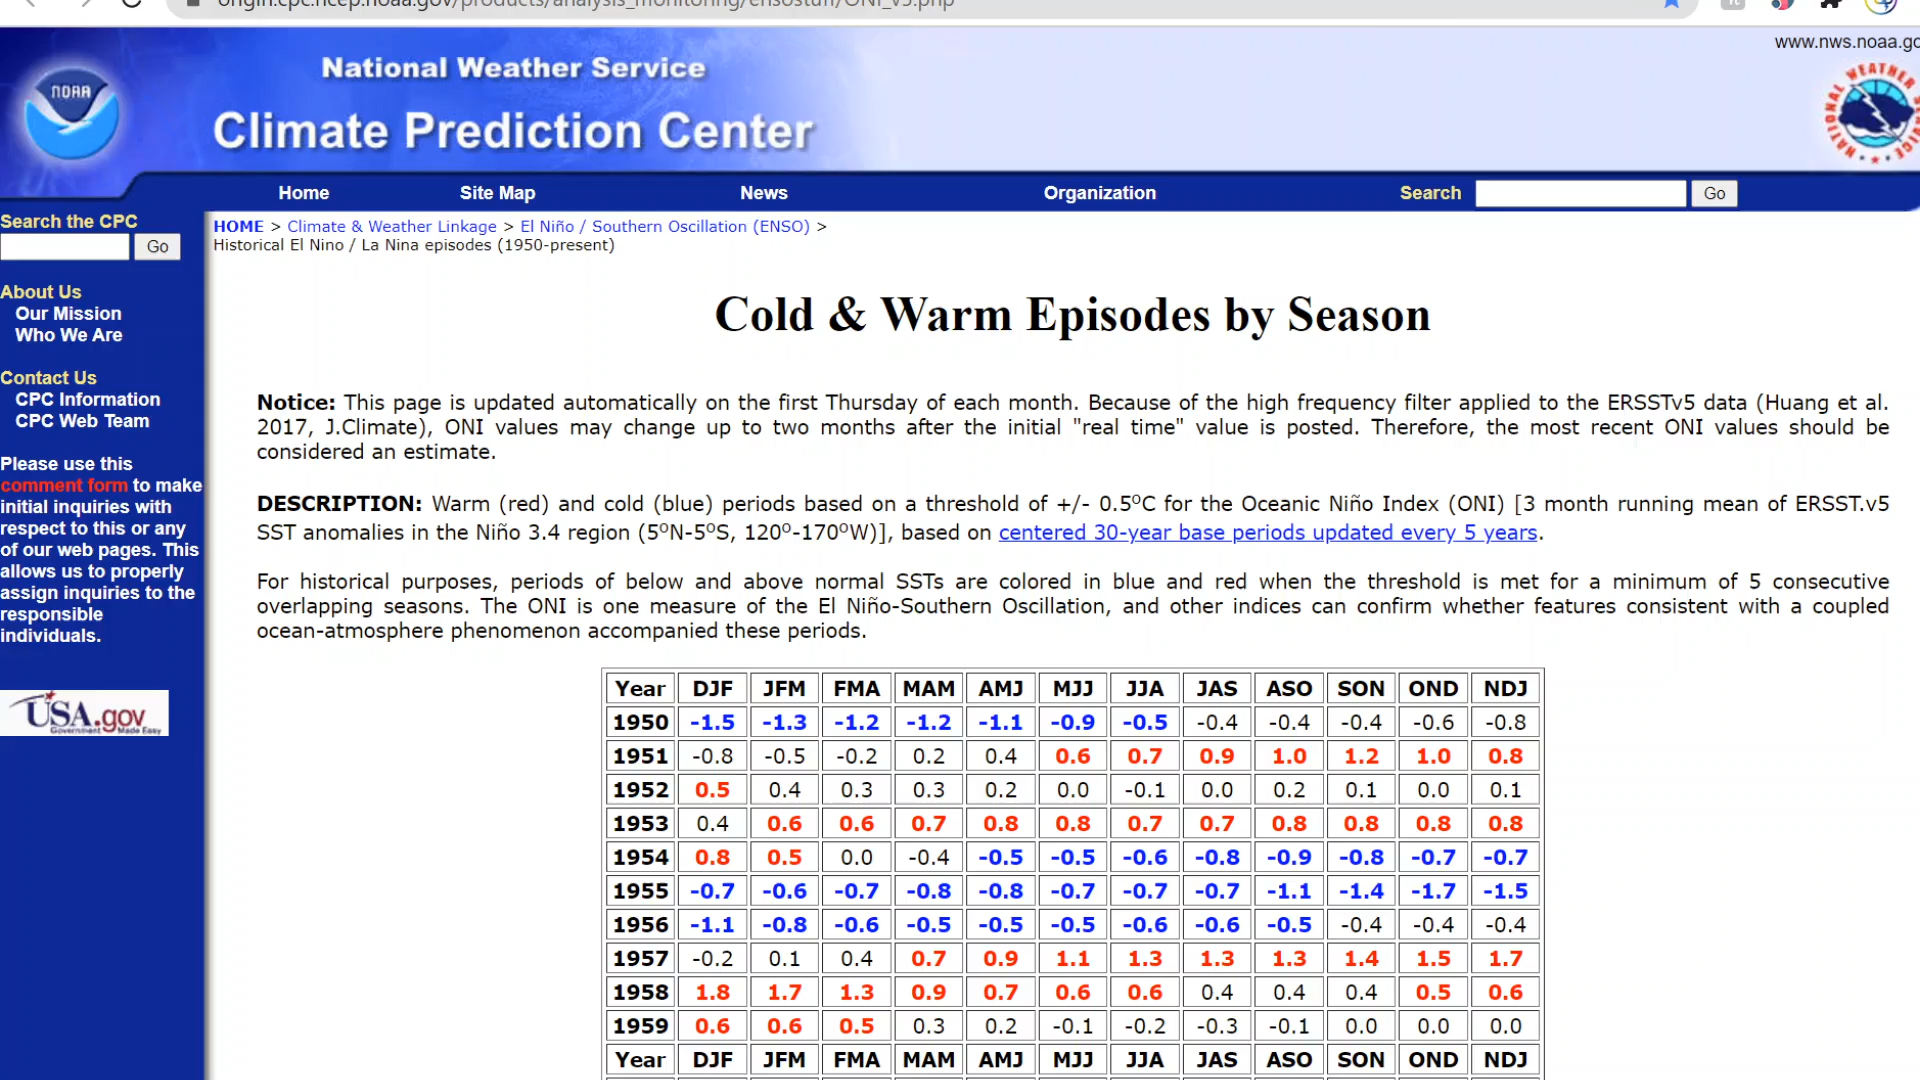 origin.cpc.ncep.noaa.gov/products/analysis_monitoring/ensostuff/ONI_v5.php
www.nws.noaa.go
NOAA
National Weather Service
Climate Prediction Center
Home Site Map News Organization Search Go
Search the CPC
Go
About Us
Our Mission
Who We Are
Contact Us
CPC Information
CPC Web Team
Please use this
comment form to make
initial inquiries with
respect to this or any
of our web pages. This
allows us to properly
assign inquiries to the
responsible
individuals.
USA.gov
Government Made Easy
HOME > Climate & Weather Linkage > El Niño / Southern Oscillation (ENSO) >
Historical El Nino / La Nina episodes (1950-present)
Cold & Warm Episodes by Season
Notice: This page is updated automatically on the first Thursday of each month. Because of the high frequency filter applied to the ERSSTv5 data (Huang et al.
2017, J.Climate), ONI values may change up to two months after the initial "real time" value is posted. Therefore, the most recent ONI values should be
considered an estimate.
DESCRIPTION: Warm (red) and cold (blue) periods based on a threshold of +/- 0.5ºC for the Oceanic Niño Index (ONI) [3 month running mean of ERSST.v5
SST anomalies in the Niño 3.4 region (5ºN-5ºS, 120º-170ºW)], based on centered 30-year base periods updated every 5 years.
For historical purposes, periods of below and above normal SSTs are colored in blue and red when the threshold is met for a minimum of 5 consecutive
overlapping seasons. The ONI is one measure of the El Niño-Southern Oscillation, and other indices can confirm whether features consistent with a coupled
ocean-atmosphere phenomenon accompanied these periods.
Year DJF JFM FMA MAM AMJ MJJ JJA JAS ASO SON OND NDJ
1950 -1.5 -1.3 -1.2 -1.2 -1.1 -0.9 -0.5 -0.4 -0.4 -0.4 -0.6 -0.8
1951 -0.8 -0.5 -0.2 0.2 0.4 0.6 0.7 0.9 1.0 1.2 1.0 0.8
1952 0.5 0.4 0.3 0.3 0.2 0.0 -0.1 0.0 0.2 0.1 0.0 0.1
1953 0.4 0.6 0.6 0.7 0.8 0.8 0.7 0.7 0.8 0.8 0.8 0.8
1954 0.8 0.5 0.0 -0.4 -0.5 -0.5 -0.6 -0.8 -0.9 -0.8 -0.7 -0.7
1955 -0.7 -0.6 -0.7 -0.8 -0.8 -0.7 -0.7 -0.7 -1.1 -1.4 -1.7 -1.5
1956 -1.1 -0.8 -0.6 -0.5 -0.5 -0.5 -0.6 -0.6 -0.5 -0.4 -0.4 -0.4
1957 -0.2 0.1 0.4 0.7 0.9 1.1 1.3 1.3 1.3 1.4 1.5 1.7
1958 1.8 1.7 1.3 0.9 0.7 0.6 0.6 0.4 0.4 0.4 0.5 0.6
1959 0.6 0.6 0.5 0.3 0.2 -0.1 -0.2 -0.3 -0.1 0.0 0.0 0.0
Year DJF JFM FMA MAM AMJ MJJ JJA JAS ASO SON OND NDJ